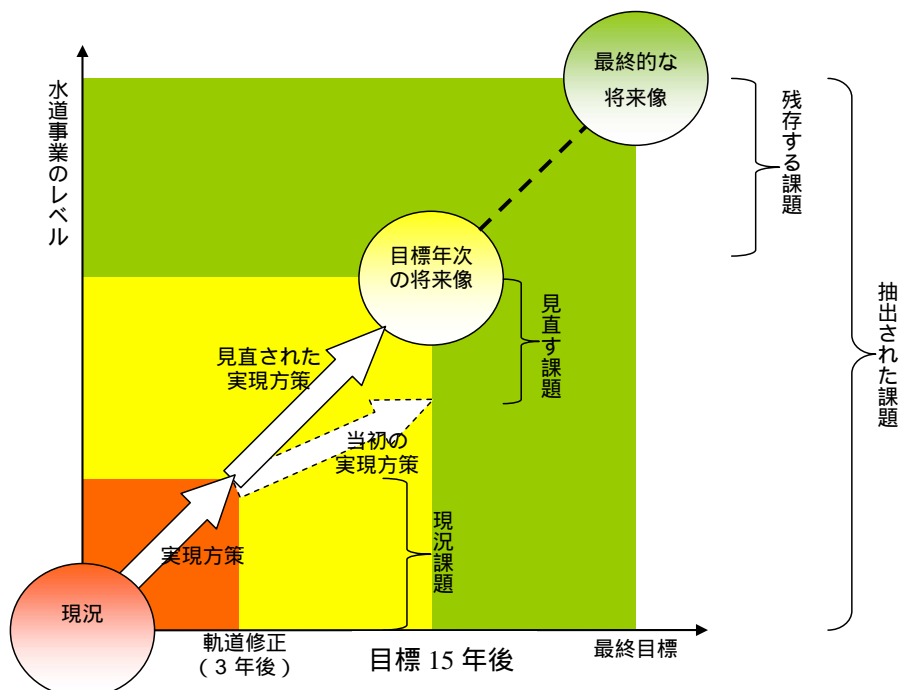 水道事業のレベル
最終的な
将来像
残存する課題
抽出された課題
目標年次
の将来像
見直す課題
見直された
実現方策
当初の
実現方策
現況課題
実現方策
現況
軌道修正
(3年後)
目標 15 年後
最終目標